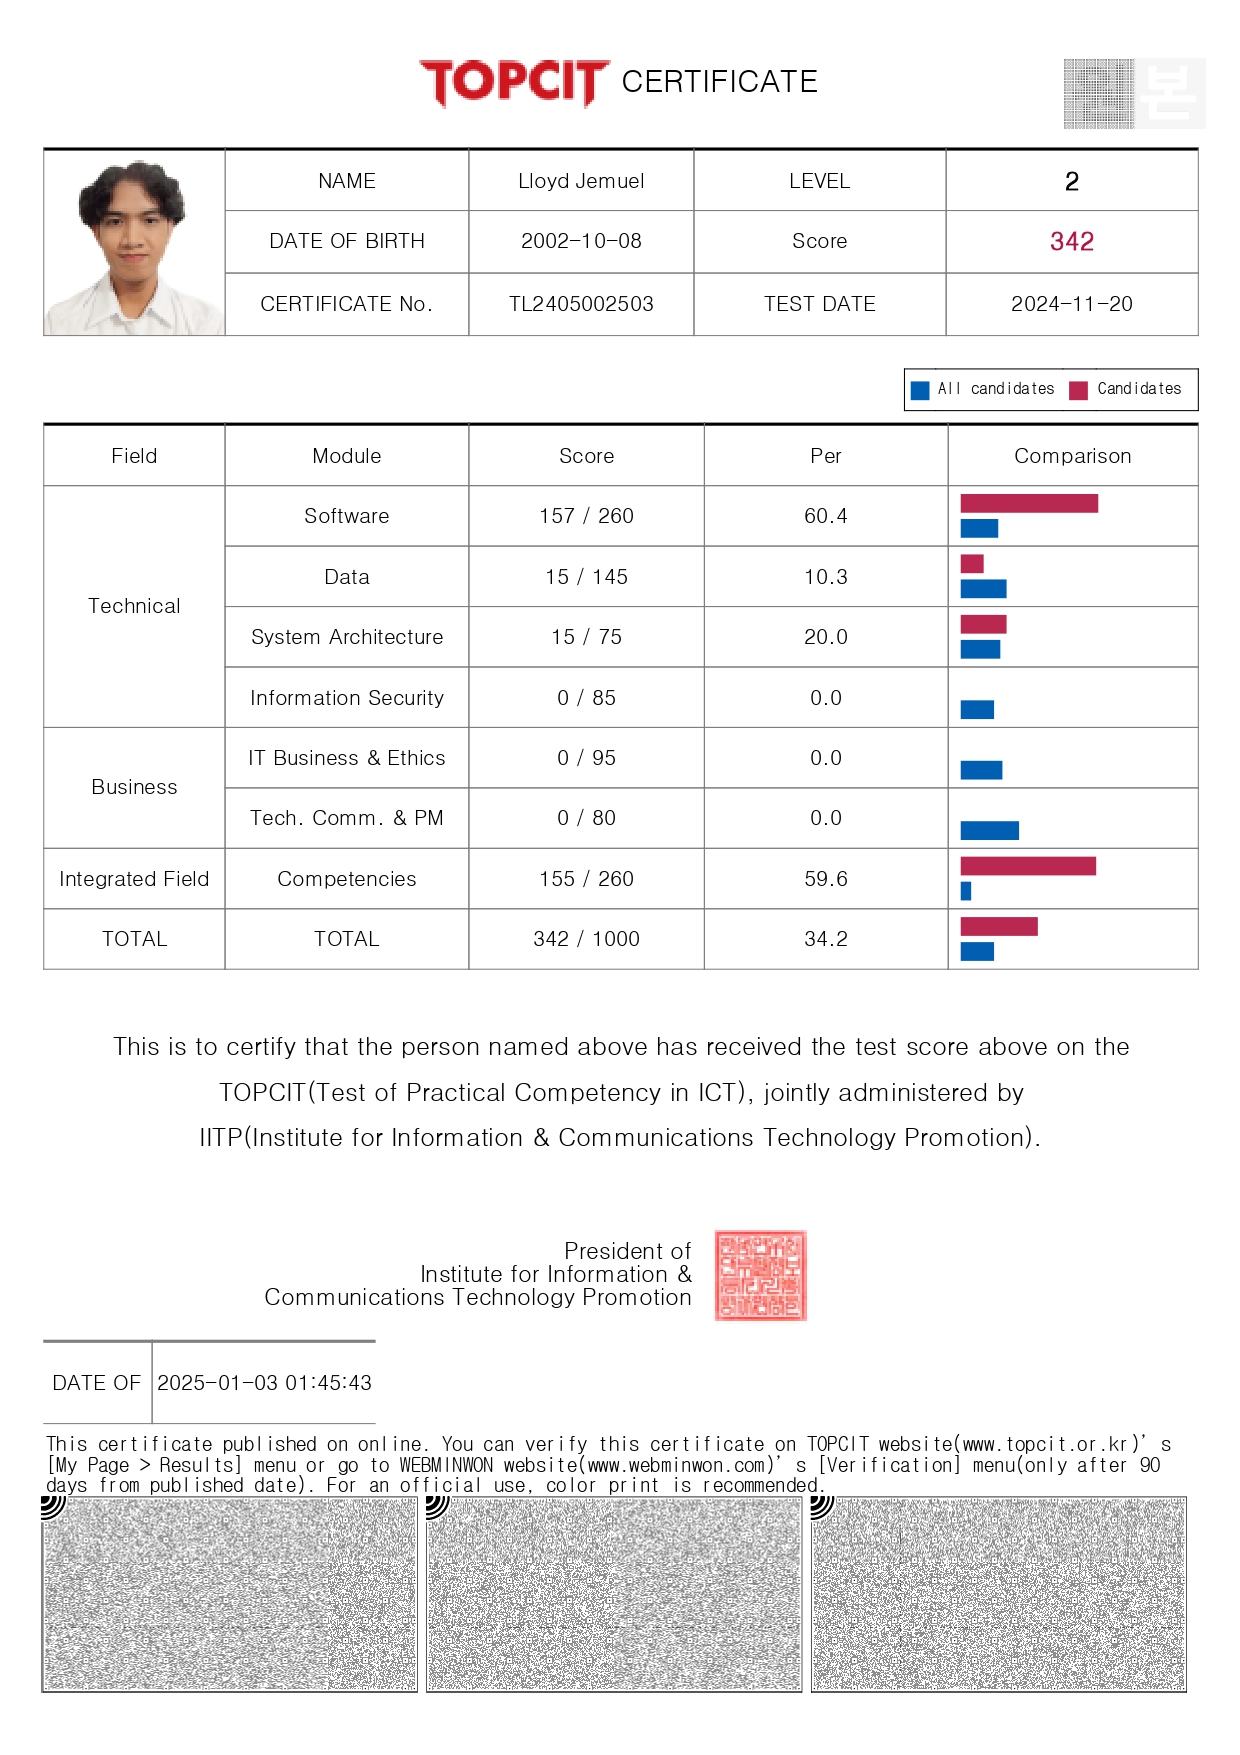 TOPCIT CERTIFICATE
본
NAME Lloyd Jemuel LEVEL 2
DATE OF BIRTH 2002-10-08 Score 342
CERTIFICATE No. TL2405002503 TEST DATE 2024-11-20
All candidates Candidates
Field Module Score Per Comparison
Technical
Software 157 / 260 60.4
Data 15 / 145 10.3
System Architecture 15 / 75 20.0
Information Security 0 / 85 0.0
Business
IT Business & Ethics 0 / 95 0.0
Tech. Comm. & PM 0 / 80 0.0
Integrated Field Competencies 155 / 260 59.6
TOTAL TOTAL 342 / 1000 34.2
This is to certify that the person named above has received the test score above on the
TOPCIT(Test of Practical Competency in ICT), jointly administered by
IITP(Institute for Information & Communications Technology Promotion).
President of
Institute for Information &
Communications Technology Promotion
DATE OF 2025-01-03 01:45:43
This certificate published on online. You can verify this certificate on TOPCIT website(www.topcit.or.kr)’s
[My Page > Results] menu or go to WEBMINWON website(www.webminwon.com)’s [Verification] menu(only after 90
days from published date). For an official use, color print is recommended.